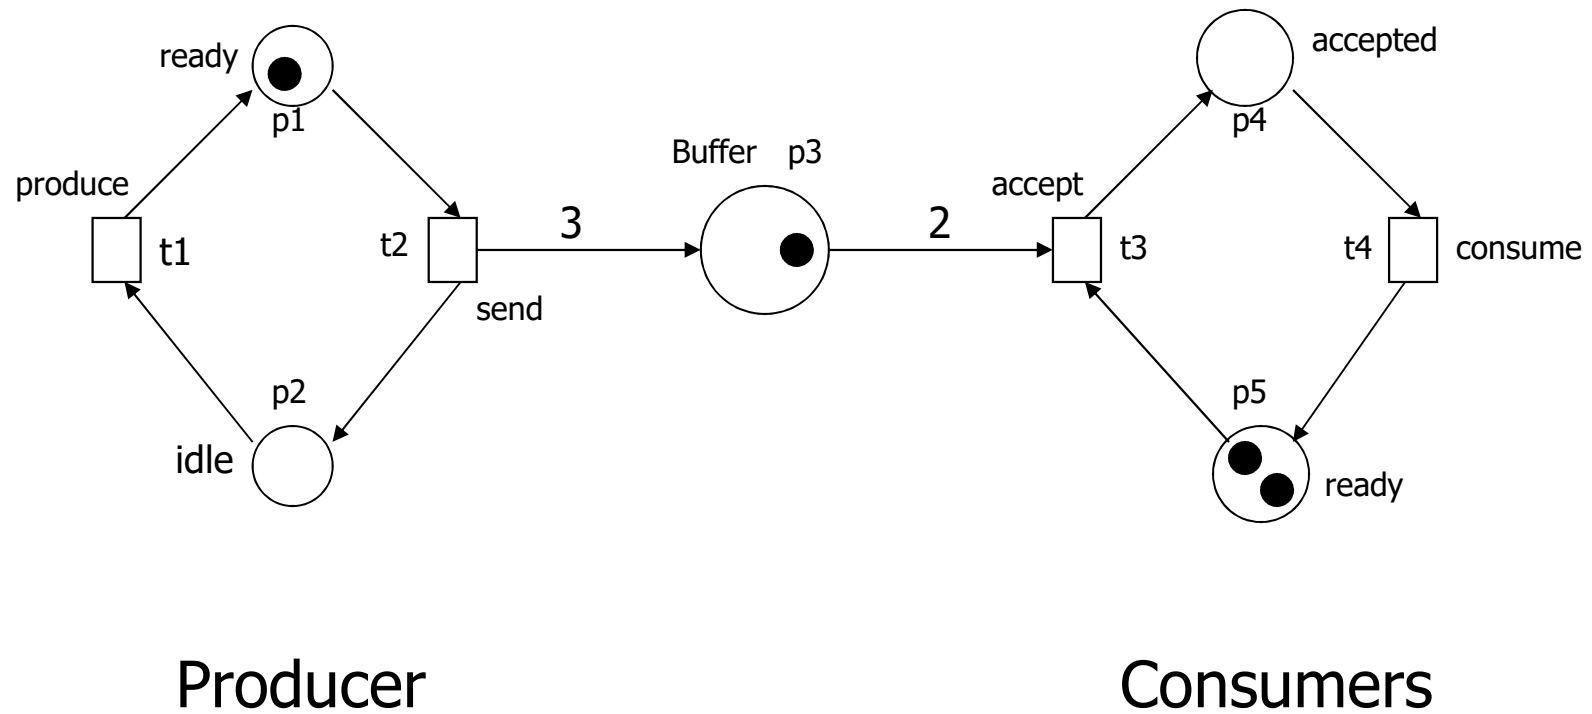 ready
p1
accepted
p4
Buffer p3
produce
accept
3
2
t1
t2
t3
t4
consume
send
p2
p5
idle
ready
Producer
Consumers